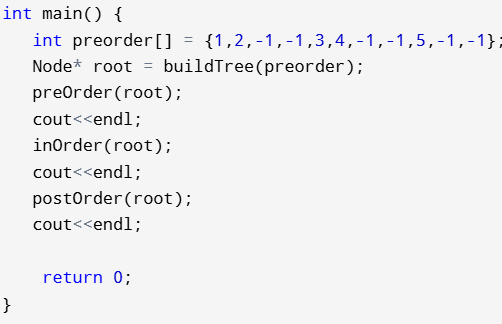 int main() {
int preorder[] = {1,2,-1,-1,3,4,-1,-1,5,-1,-1};
Node* root = buildTree(preorder);
preOrder(root);
cout<<endl;
inOrder(root);
cout<<endl;
postOrder(root);
cout<<endl;
return 0;
}